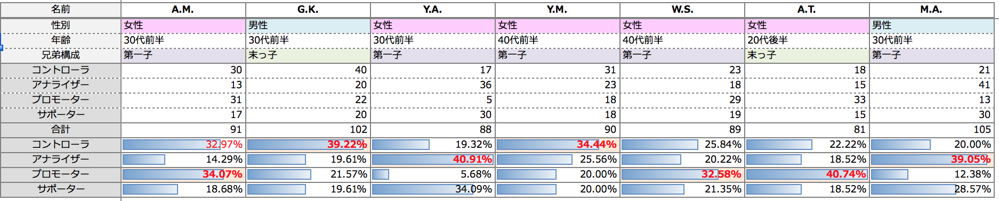 名前 A.M. G.K. Y.A. Y.M. W.S. A.T. M.A.
性別 女性 男性 女性 女性 女性 女性 男性
年齢 30代前半 30代前半 30代前半 40代前半 40代前半 20代後半 30代前半
兄弟構成 第一子 末っ子 第一子 第一子 第一子 末っ子 第一子
コントローラ 30 40 17 31 23 18 21
アナライザー 13 20 36 23 18 15 41
プロモーター 31 22 5 18 29 33 13
サポーター 17 20 30 18 19 15 30
合計 91 102 88 90 89 81 105
コントローラ 32.97% 39.22% 19.32% 34.44% 25.84% 22.22% 20.00%
アナライザー 14.29% 19.61% 40.91% 25.56% 20.22% 18.52% 39.05%
プロモーター 34.07% 21.57% 5.68% 20.00% 32.58% 40.74% 12.38%
サポーター 18.68% 19.61% 34.09% 20.00% 21.35% 18.52% 28.57%